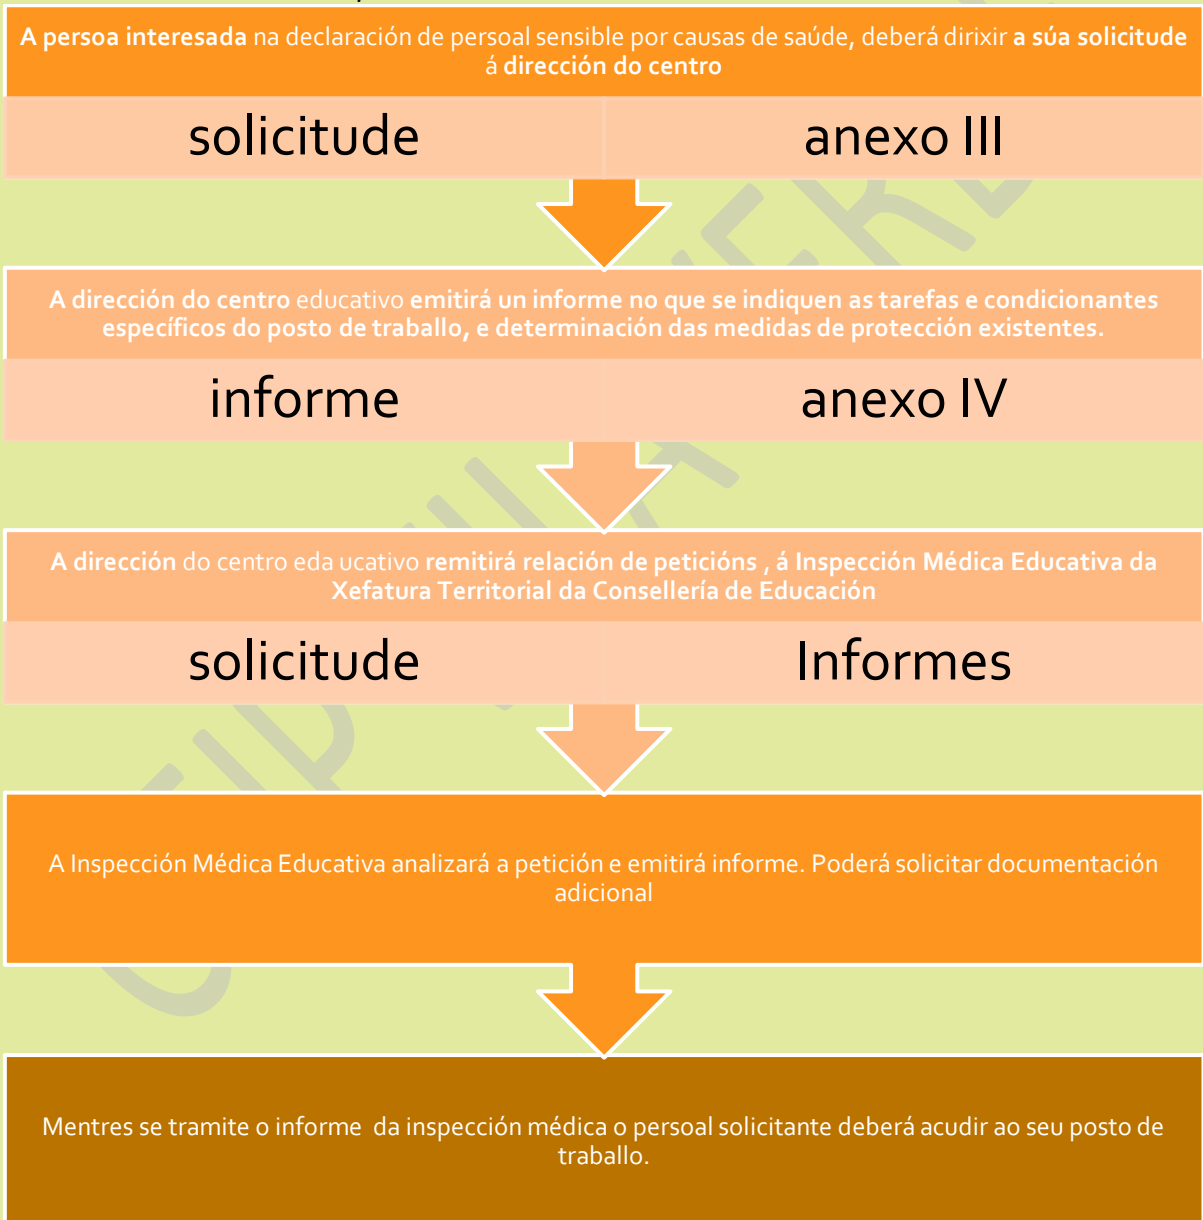 A persoa interesada na declaración de persoal sensible por causas de saúde, deberá dirixir a súa solicitude
á dirección do centro
solicitude
anexo III
A dirección do centro educativo emitirá un informe no que se indiquen as tarefas e condicionantes
específicos do posto de traballo, e determinación das medidas de protección existentes.
informe
anexo IV
A dirección do centro eda ucativo remitirá relación de peticións , á Inspección Médica Educativa da
Xefatura Territorial da Consellería de Educación
solicitude
Informes
A Inspección Médica Educativa analizará a petición e emitirá informe. Poderá solicitar documentación
adicional
Mentres se tramite o informe da inspección médica o persoal solicitante deberá acudir ao seu posto de
traballo.